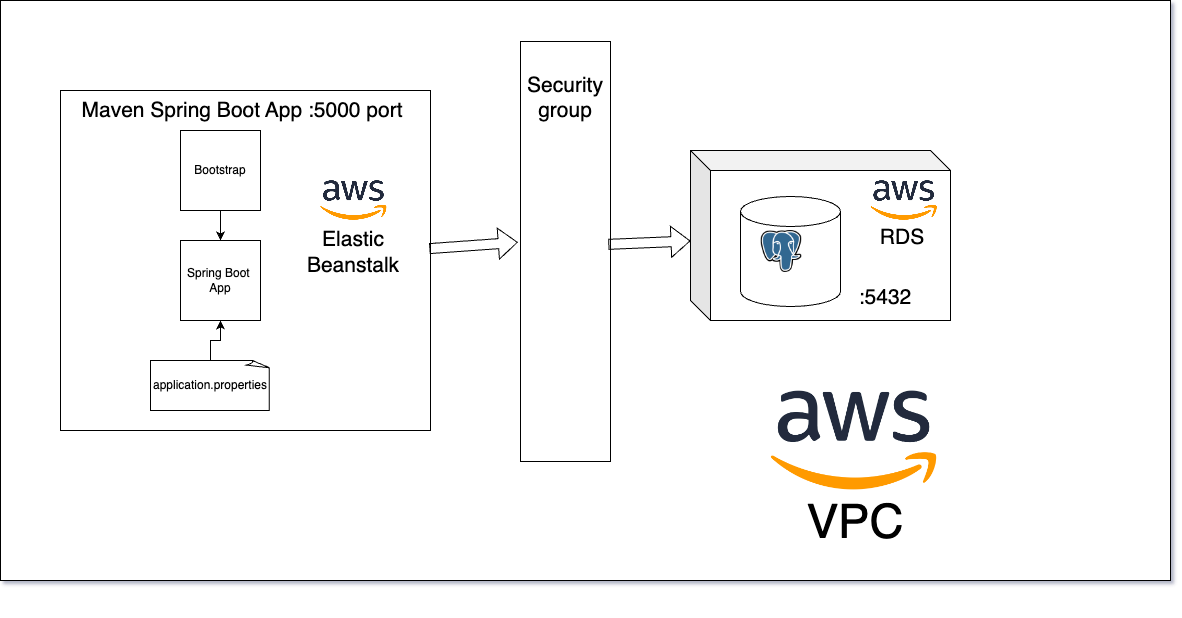 Maven Spring Boot App :5000 port
Bootstrap
aws
Elastic
Beanstalk
Spring Boot
App
application.properties
Security
group
aws
RDS
:5432
aws
VPC